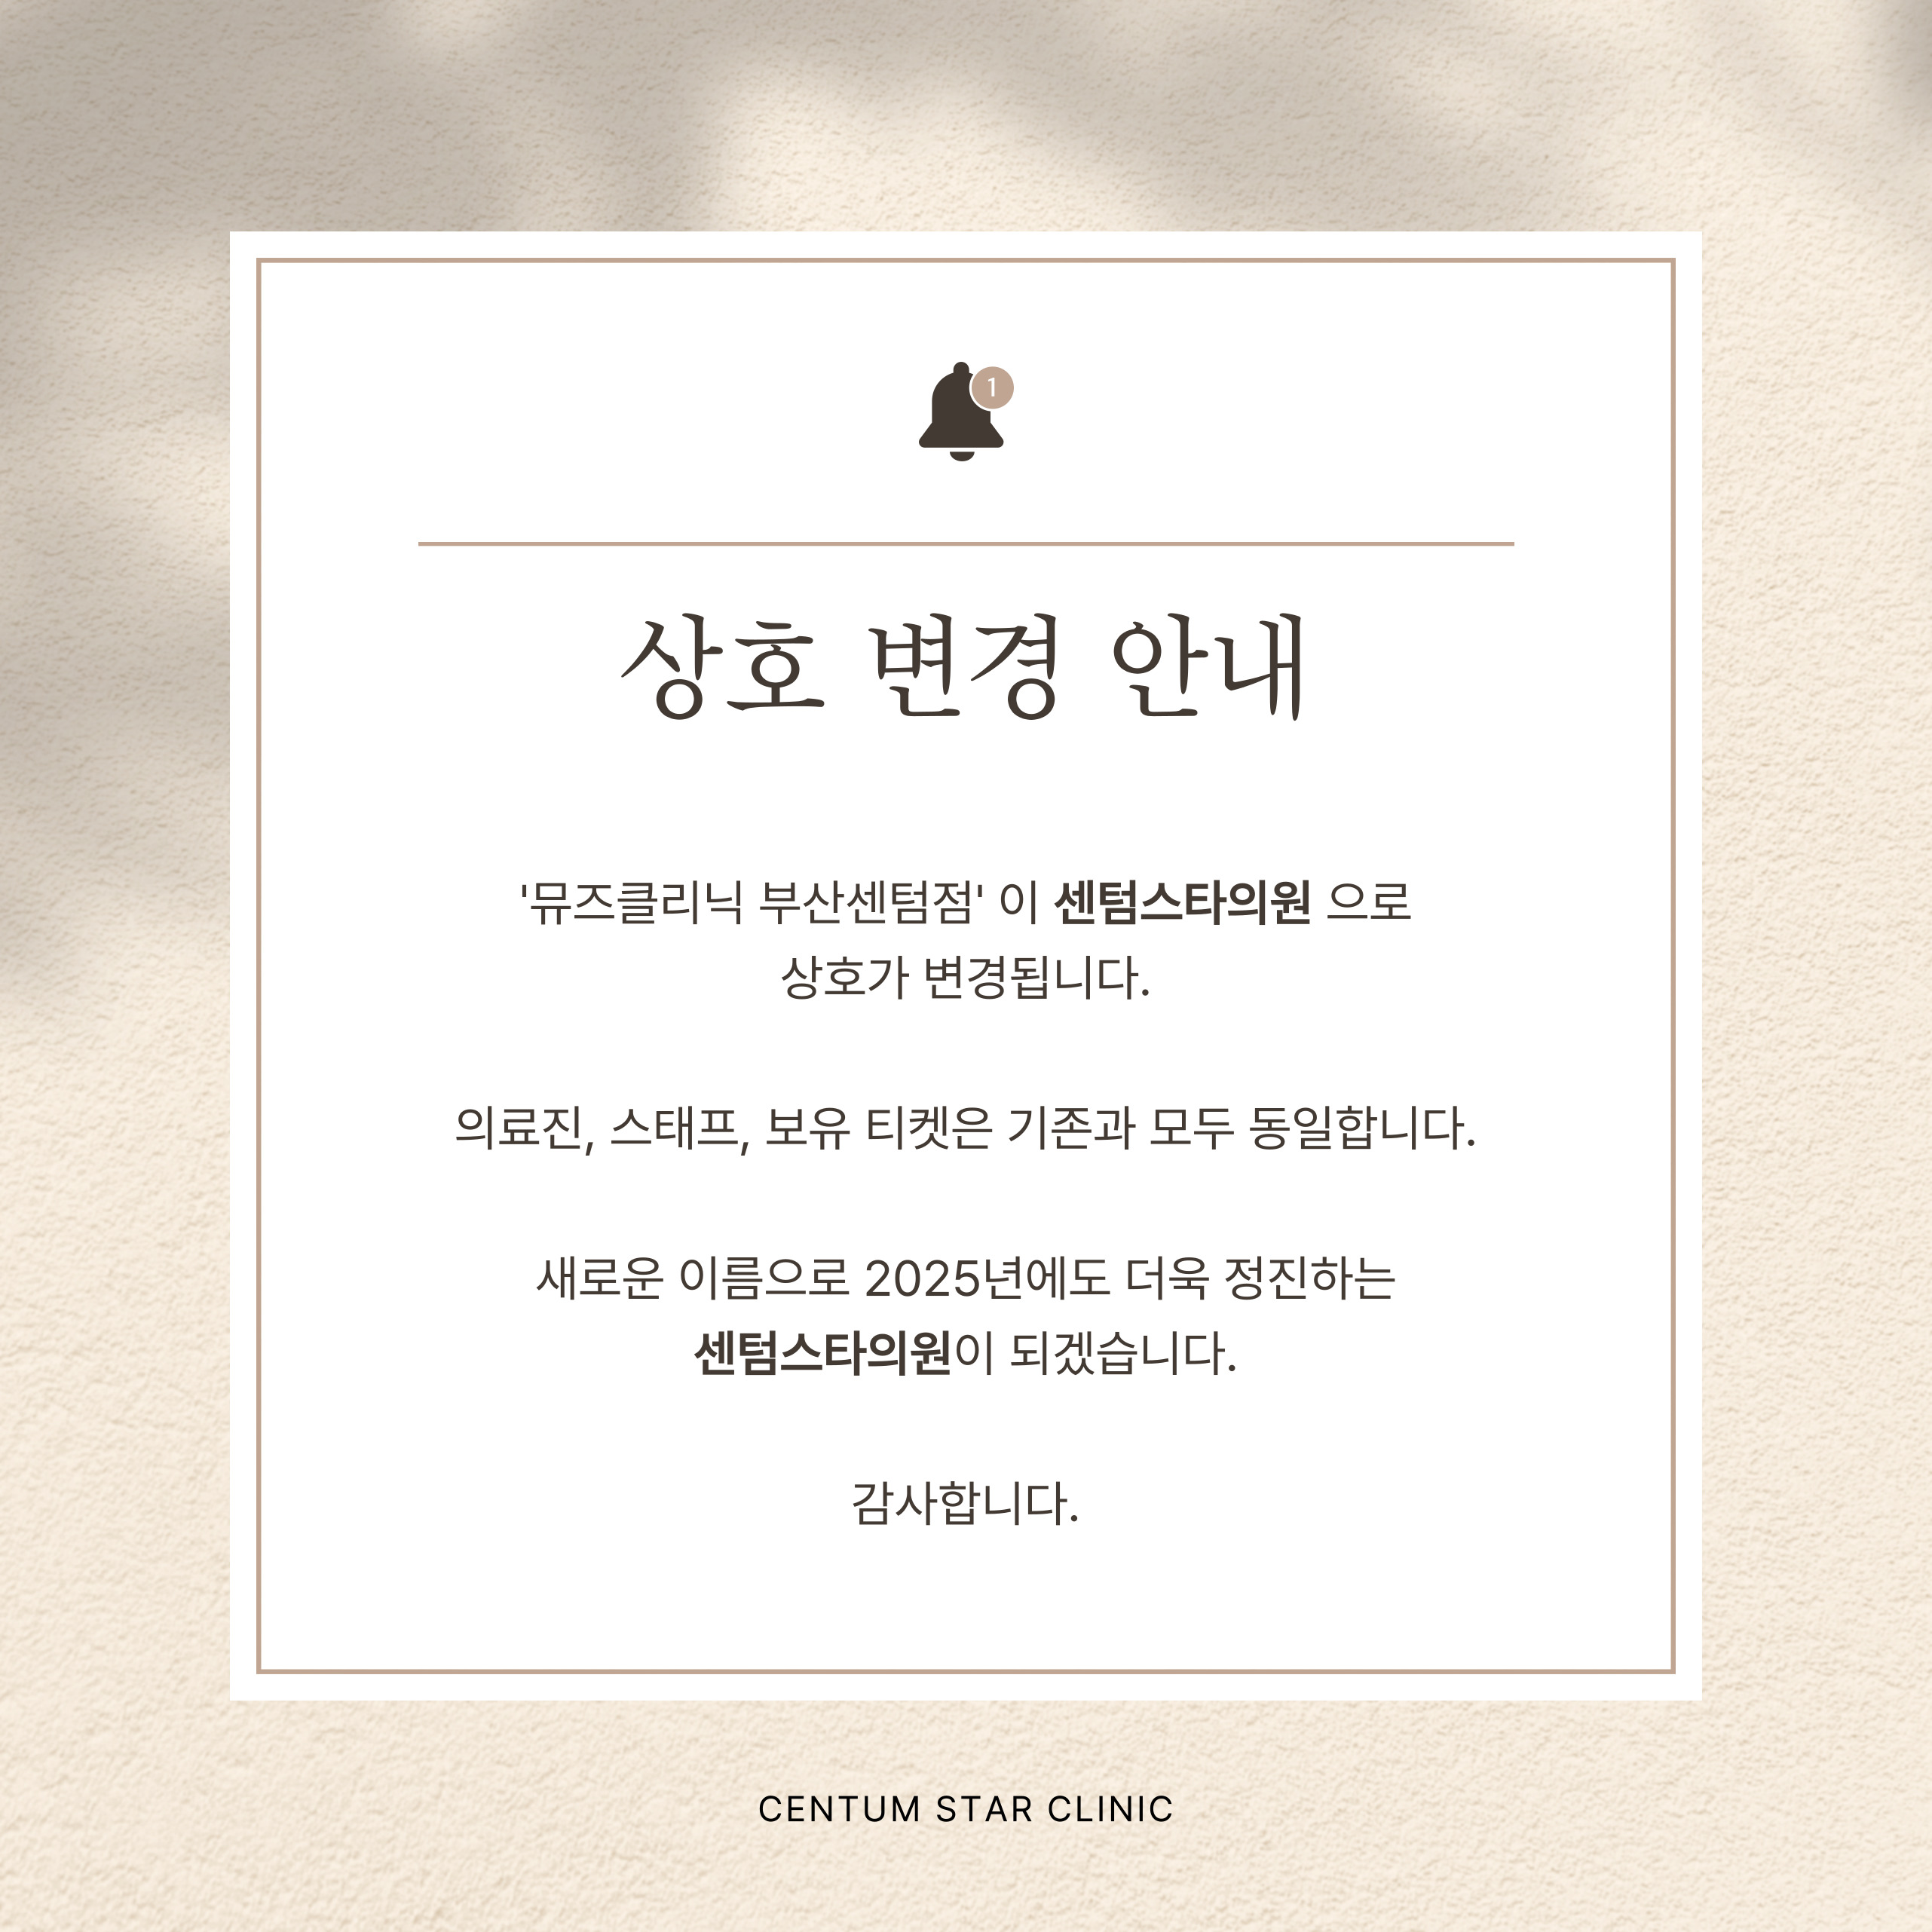 1
상호 변경 안내
'뮤즈클리닉 부산센텀점' 이 센텀스타의원 으로
상호가 변경됩니다.
의료진, 스태프, 보유 티켓은 기존과 모두 동일합니다.
새로운 이름으로 2025년에도 더욱 정진하는
센텀스타의원이 되겠습니다.
감사합니다.
CENTUM STAR CLINIC